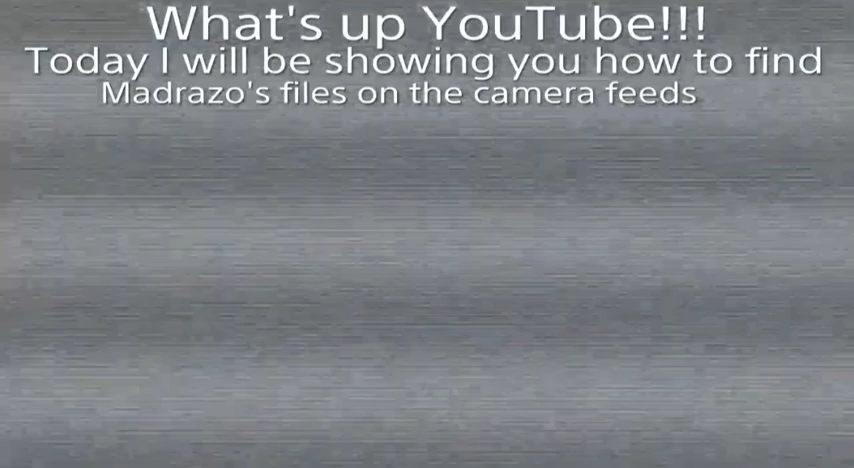 What's up YouTube!!!
Today I will be showing you how to find
Madrazo's files on the camera feeds